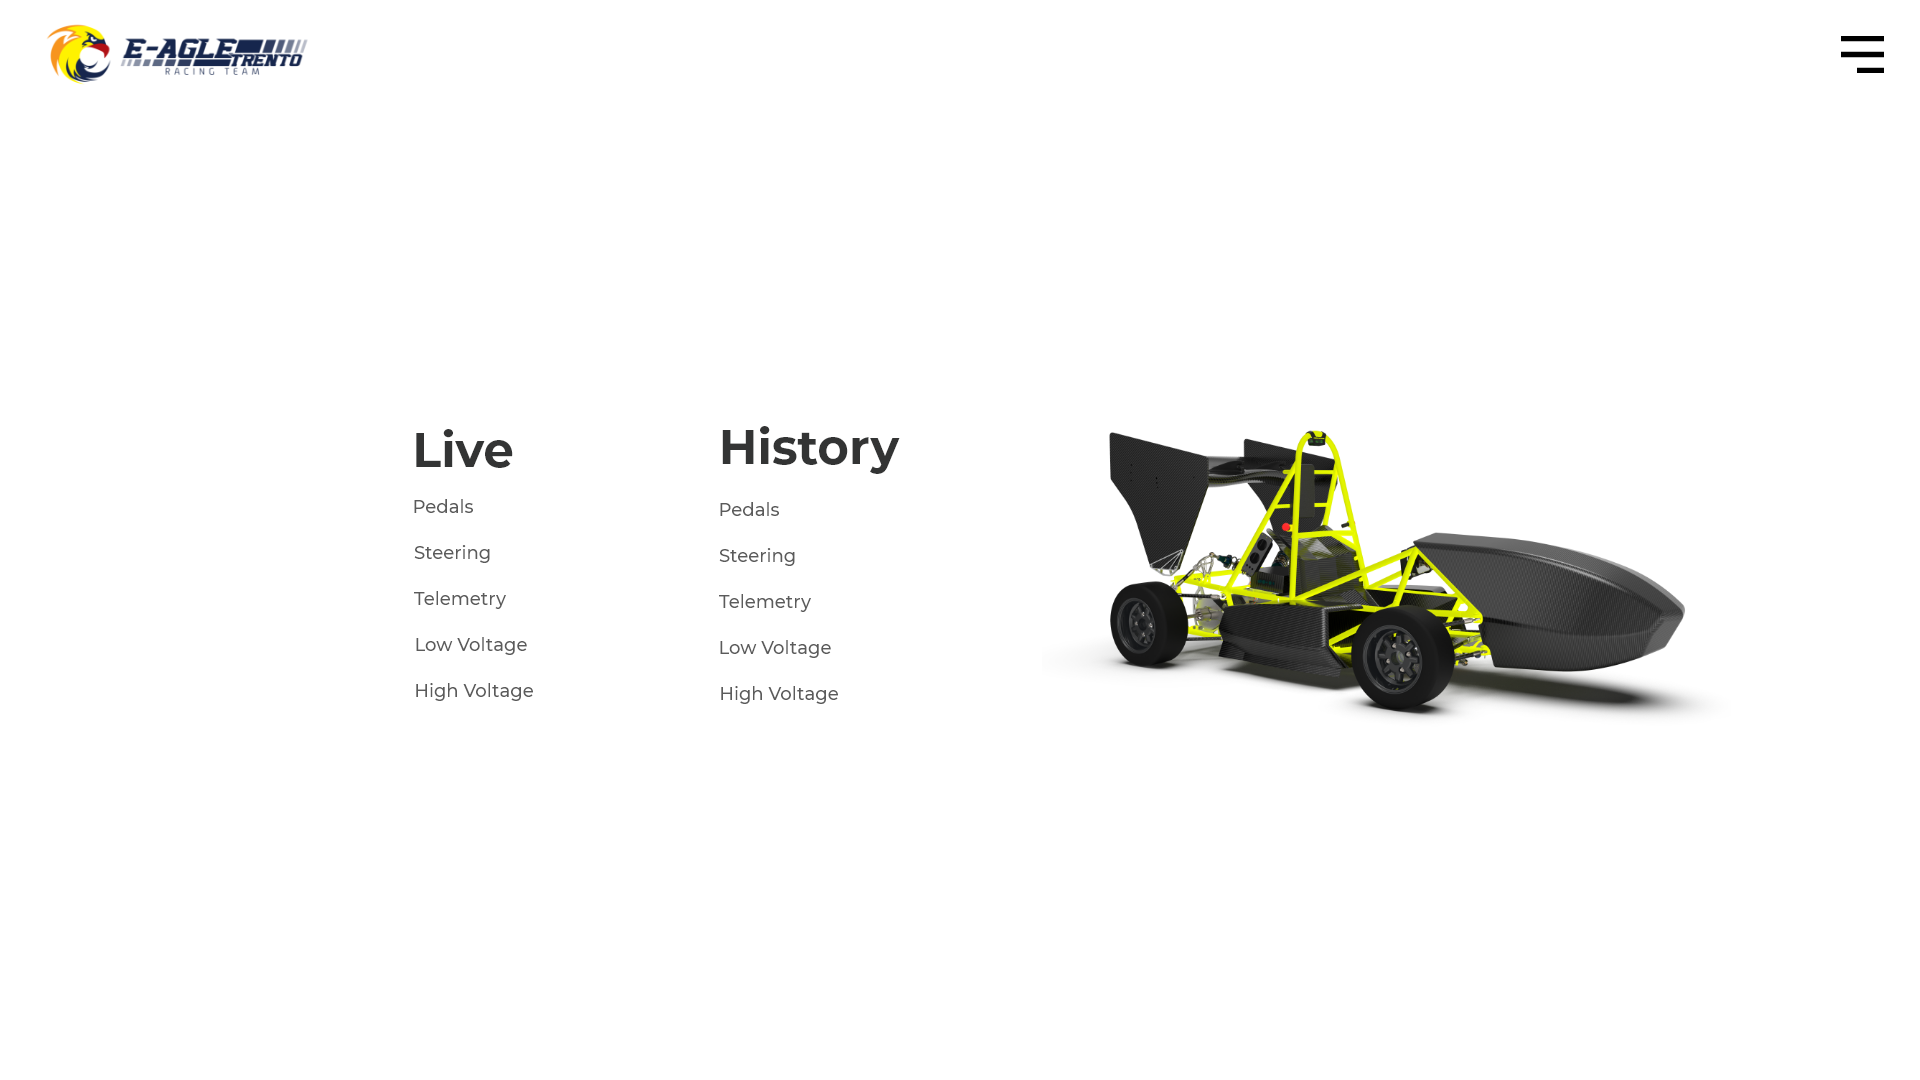 E-AGLE
TRENTO
RACING TEAM
Live
Pedals
Steering
Telemetry
Low Voltage
High Voltage
History
Pedals
Steering
Telemetry
Low Voltage
High Voltage